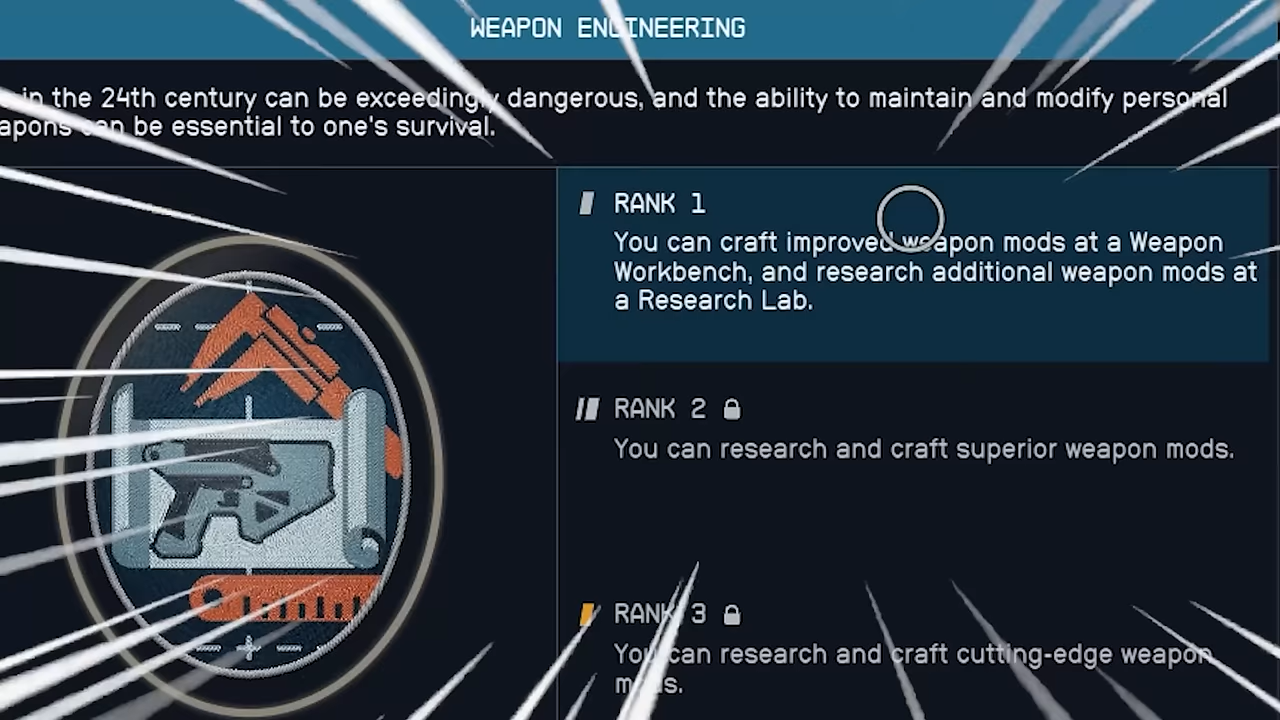 WEAPON ENGINEERING
in the 24th century can be exceedingly dangerous, and the ability to maintain and modify personal
apons can be essential to one's survival.
RANK 1
You can craft improved weapon mods at a Weapon
Workbench, and research additional weapon mods at
a Research Lab.
RANK 2
You can research and craft superior weapon mods.
RANK 3
You can research and craft cutting-edge weapon
mods.